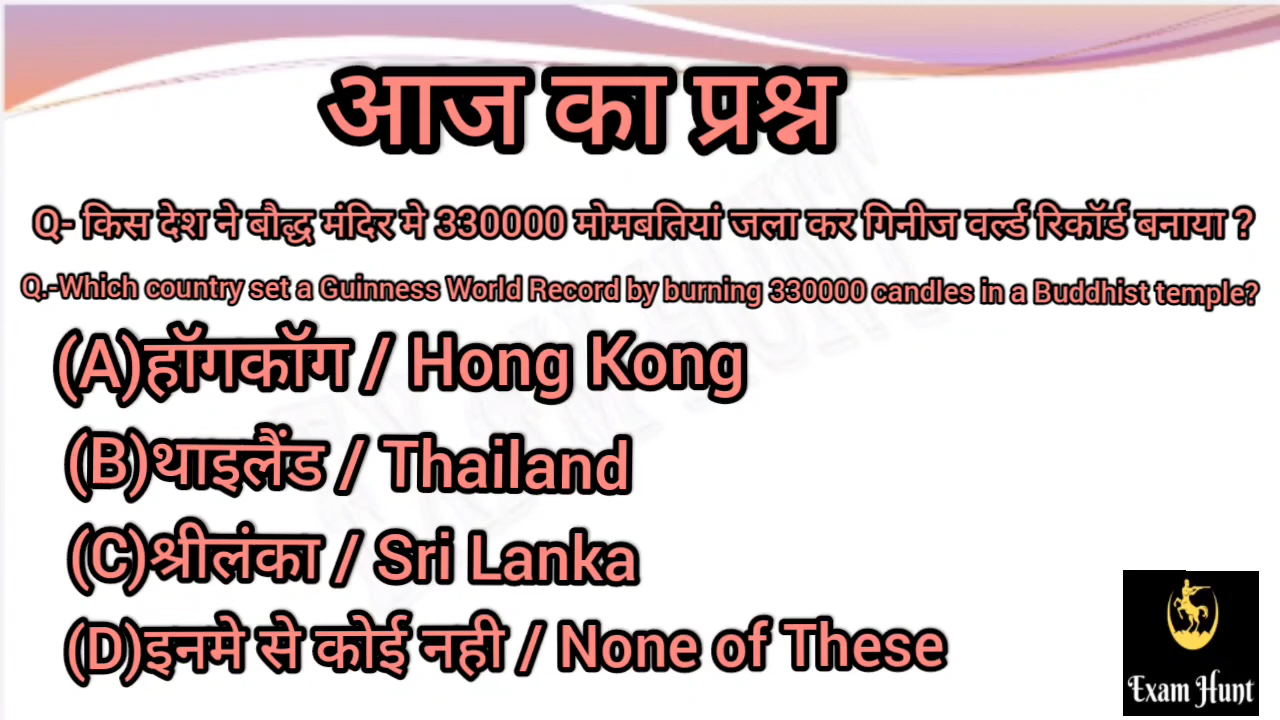 आज का प्रश्न
Q- किस देश ने बौद्ध मंदिर मे 330000 मोमबतियां जला कर गिनीज वर्ल्ड रिकॉर्ड बनाया ?
Q.-Which country set a Guinness World Record by burning 330000 candles in a Buddhist temple?
(A)हॉगकॉग / Hong Kong
(B)थाइलैंड / Thailand
(C)श्रीलंका / Sri Lanka
(D)इनमे से कोई नही / None of These
Exam Hunt